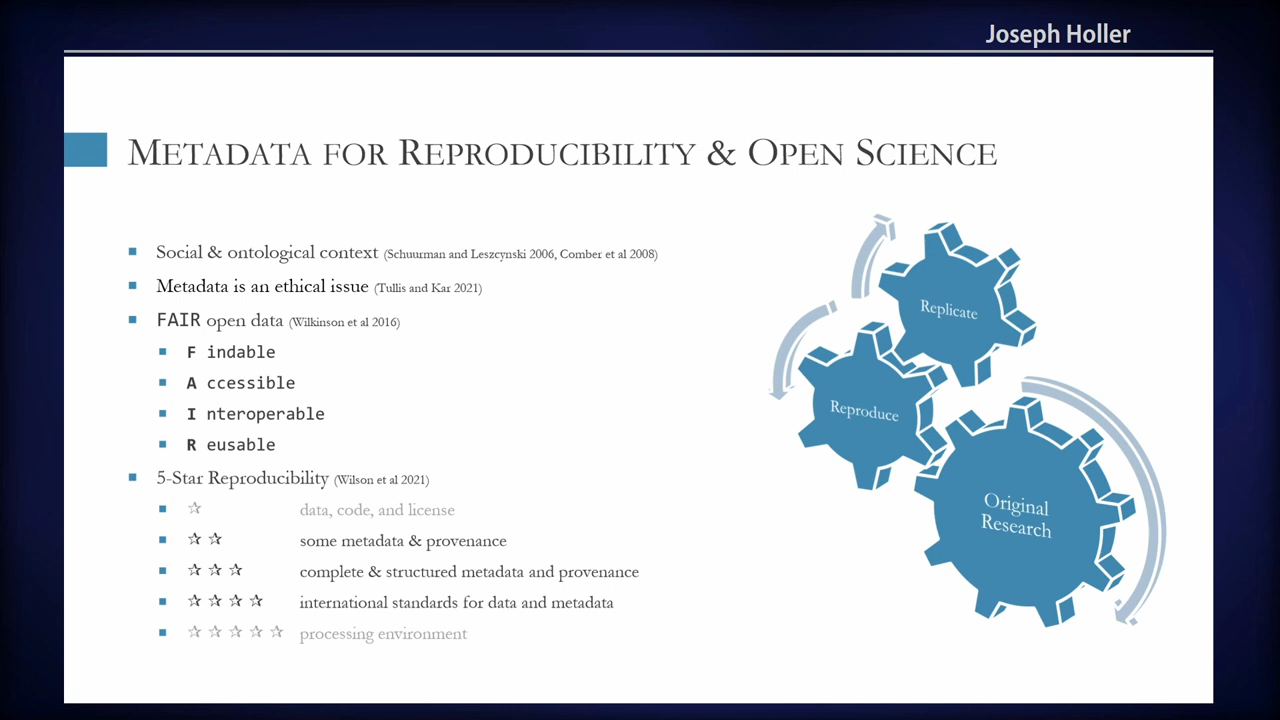 Joseph Holler
METADATA FOR REPRODUCIBILITY & OPEN SCIENCE
Social & ontological context (Schuurman and Leszcynski 2006, Comber et al 2008)
Metadata is an ethical issue (Tullis and Kar 2021)
FAIR open data (Wilkinson et al 2016)
F indable
A ccessible
I nteroperable
R eusable
5-Star Reproducibility (Wilson et al 2021)
☆ data, code, and license
☆ ☆ some metadata & provenance
☆ ☆ ☆ complete & structured metadata and provenance
☆ ☆ ☆ ☆ international standards for data and metadata
☆ ☆ ☆ ☆ ☆ processing environment
Replicate
Reproduce
Original
Research